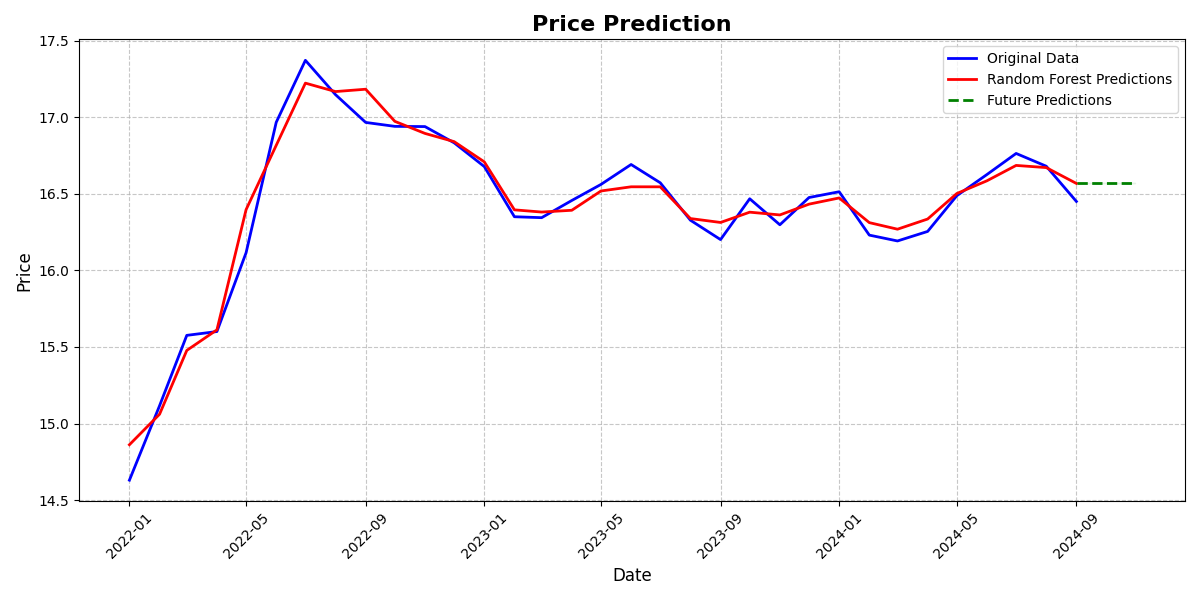 Price Prediction
Original Data
Random Forest Predictions
Future Predictions
Price
17.5
17.0
16.5
16.0
15.5
15.0
14.5
2022-01
2022-05
2022-09
2023-01
2023-05
2023-09
2024-01
2024-05
2024-09
Date